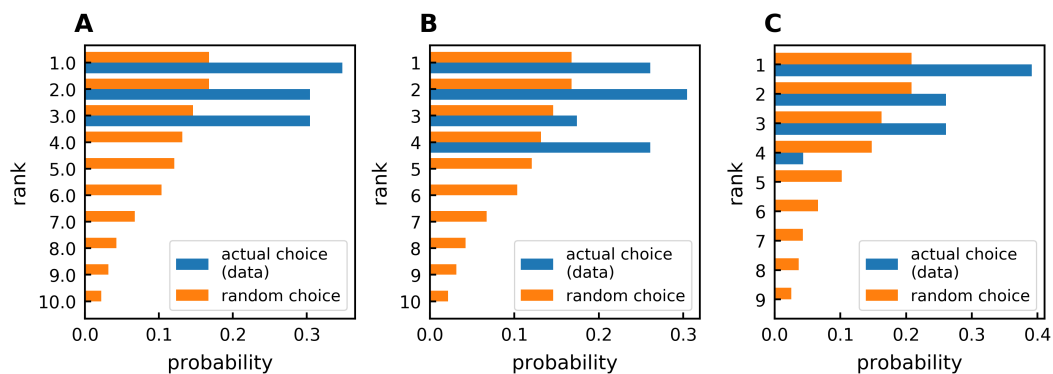 A
rank
1.0
2.0
3.0
4.0
5.0
6.0
7.0
8.0
9.0
10.0
actual choice
(data)
random choice
0.0 0.1 0.2 0.3
probability
B
rank
1
2
3
4
5
6
7
8
9
10
actual choice
(data)
random choice
0.0 0.1 0.2 0.3
probability
C
rank
1
2
3
4
5
6
7
8
9
actual choice
(data)
random choice
0.0 0.1 0.2 0.3 0.4
probability